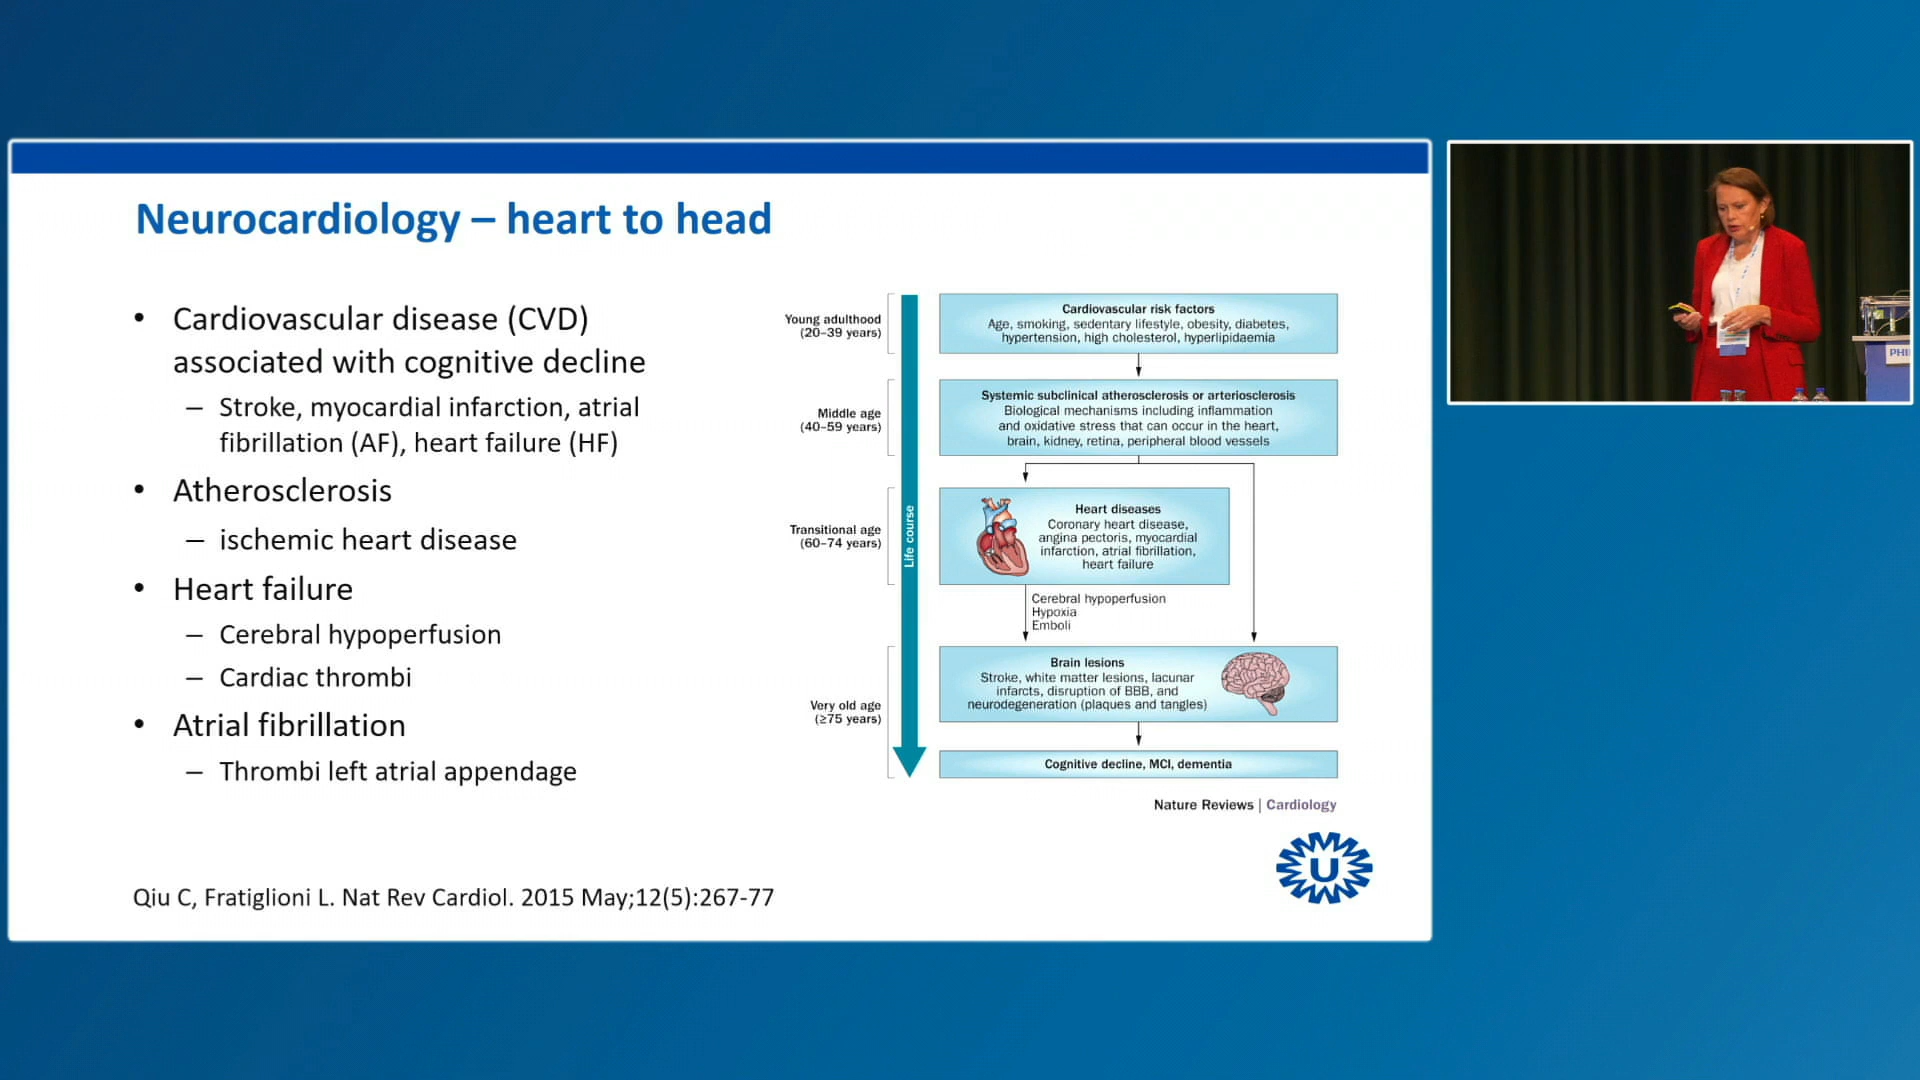 Neurocardiology – heart to head
• Cardiovascular disease (CVD)
associated with cognitive decline
– Stroke, myocardial infarction, atrial
fibrillation (AF), heart failure (HF)
• Atherosclerosis
– ischemic heart disease
• Heart failure
– Cerebral hypoperfusion
– Cardiac thrombi
• Atrial fibrillation
– Thrombi left atrial appendage
Qiu C, Fratiglioni L. Nat Rev Cardiol. 2015 May;12(5):267-77
Young adulthood
(20–39 years)
Middle age
(40–59 years)
Transitional age
(60–74 years)
Very old age
(≥75 years)
Life course
Cardiovascular risk factors
Age, smoking, sedentary lifestyle, obesity, diabetes,
hypertension, high cholesterol, hyperlipidaemia
Systemic subclinical atherosclerosis or arteriosclerosis
Biological mechanisms including inflammation
and oxidative stress that can occur in the heart,
brain, kidney, retina, peripheral blood vessels
Heart diseases
Coronary heart disease,
angina pectoris, myocardial
infarction, atrial fibrillation,
heart failure
Cerebral hypoperfusion
Hypoxia
Emboli
Brain lesions
Stroke, white matter lesions, lacunar
infarcts, disruption of BBB, and
neurodegeneration (plaques and tangles)
Cognitive decline, MCI, dementia
Nature Reviews | Cardiology
U
PHI